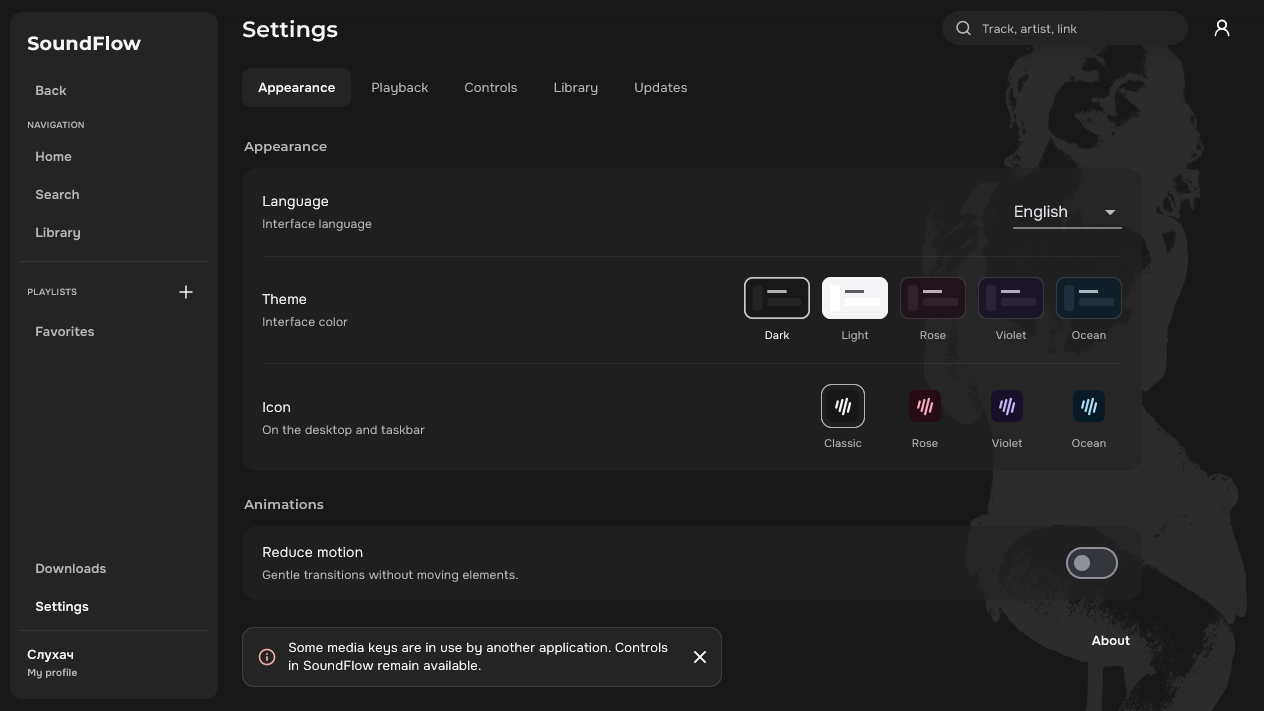 SoundFlow
Back
NAVIGATION
Home
Search
Library
PLAYLISTS
Favorites
Downloads
Settings
Слухач
My profile
Settings
Track, artist, link
Appearance
Playback
Controls
Library
Updates
Appearance
Language
Interface language
English
Theme
Interface color
Dark
Light
Rose
Violet
Ocean
Icon
On the desktop and taskbar
Classic
Rose
Violet
Ocean
Animations
Reduce motion
Gentle transitions without moving elements.
Some media keys are in use by another application. Controls
in SoundFlow remain available.
About